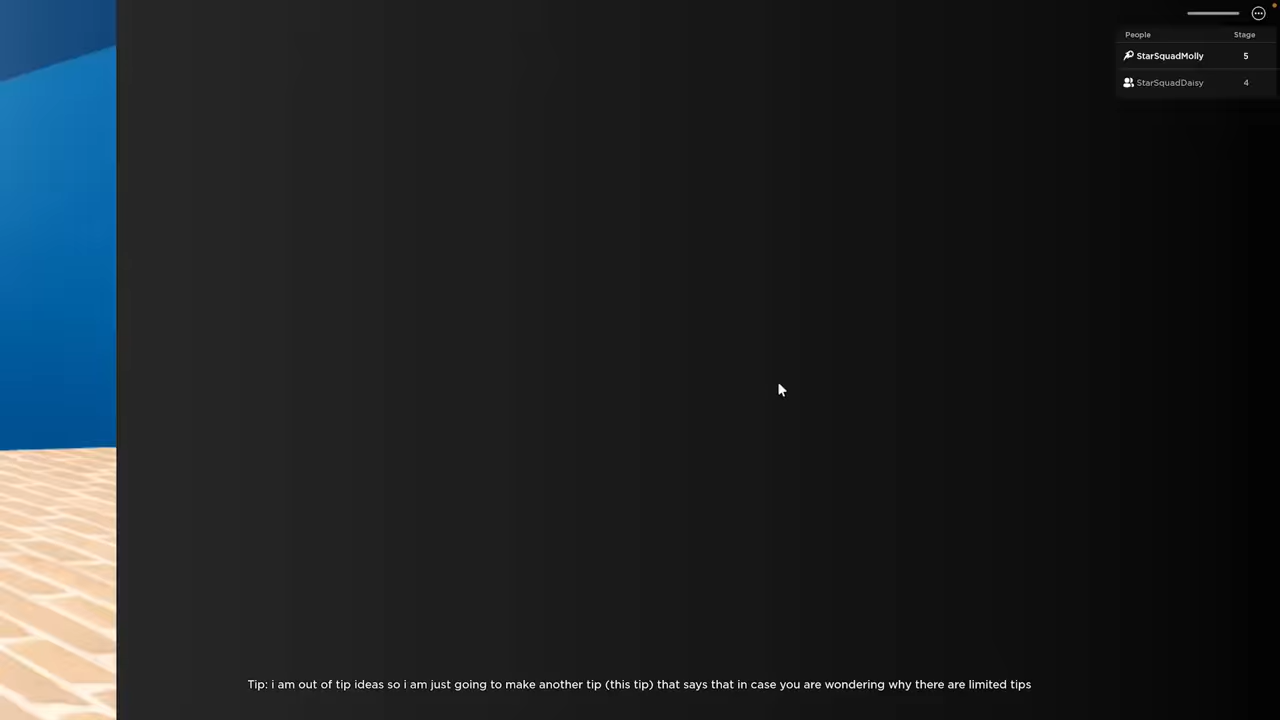 People Stage
StarSquadMolly 5
StarSquadDaisy 4
Tip: i am out of tip ideas so i am just going to make another tip (this tip) that says that in case you are wondering why there are limited tips